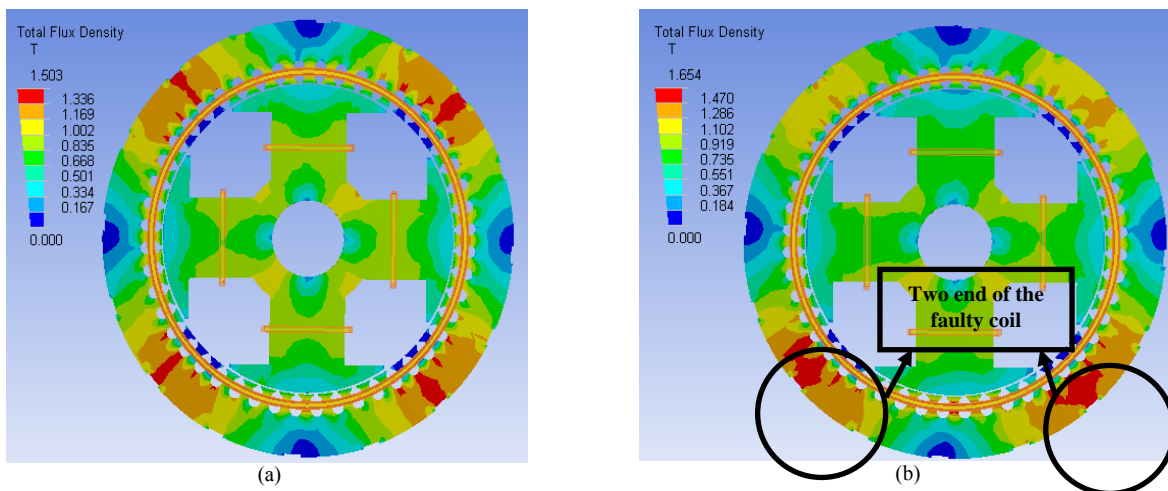 Total Flux Density
T
1.503
1.336
1.169
1.002
0.835
0.668
0.501
0.334
0.167
0.000
(a)
Total Flux Density
T
1.654
1.470
1.286
1.102
0.919
0.735
0.551
0.367
0.184
0.000
Two end of the
faulty coil
(b)